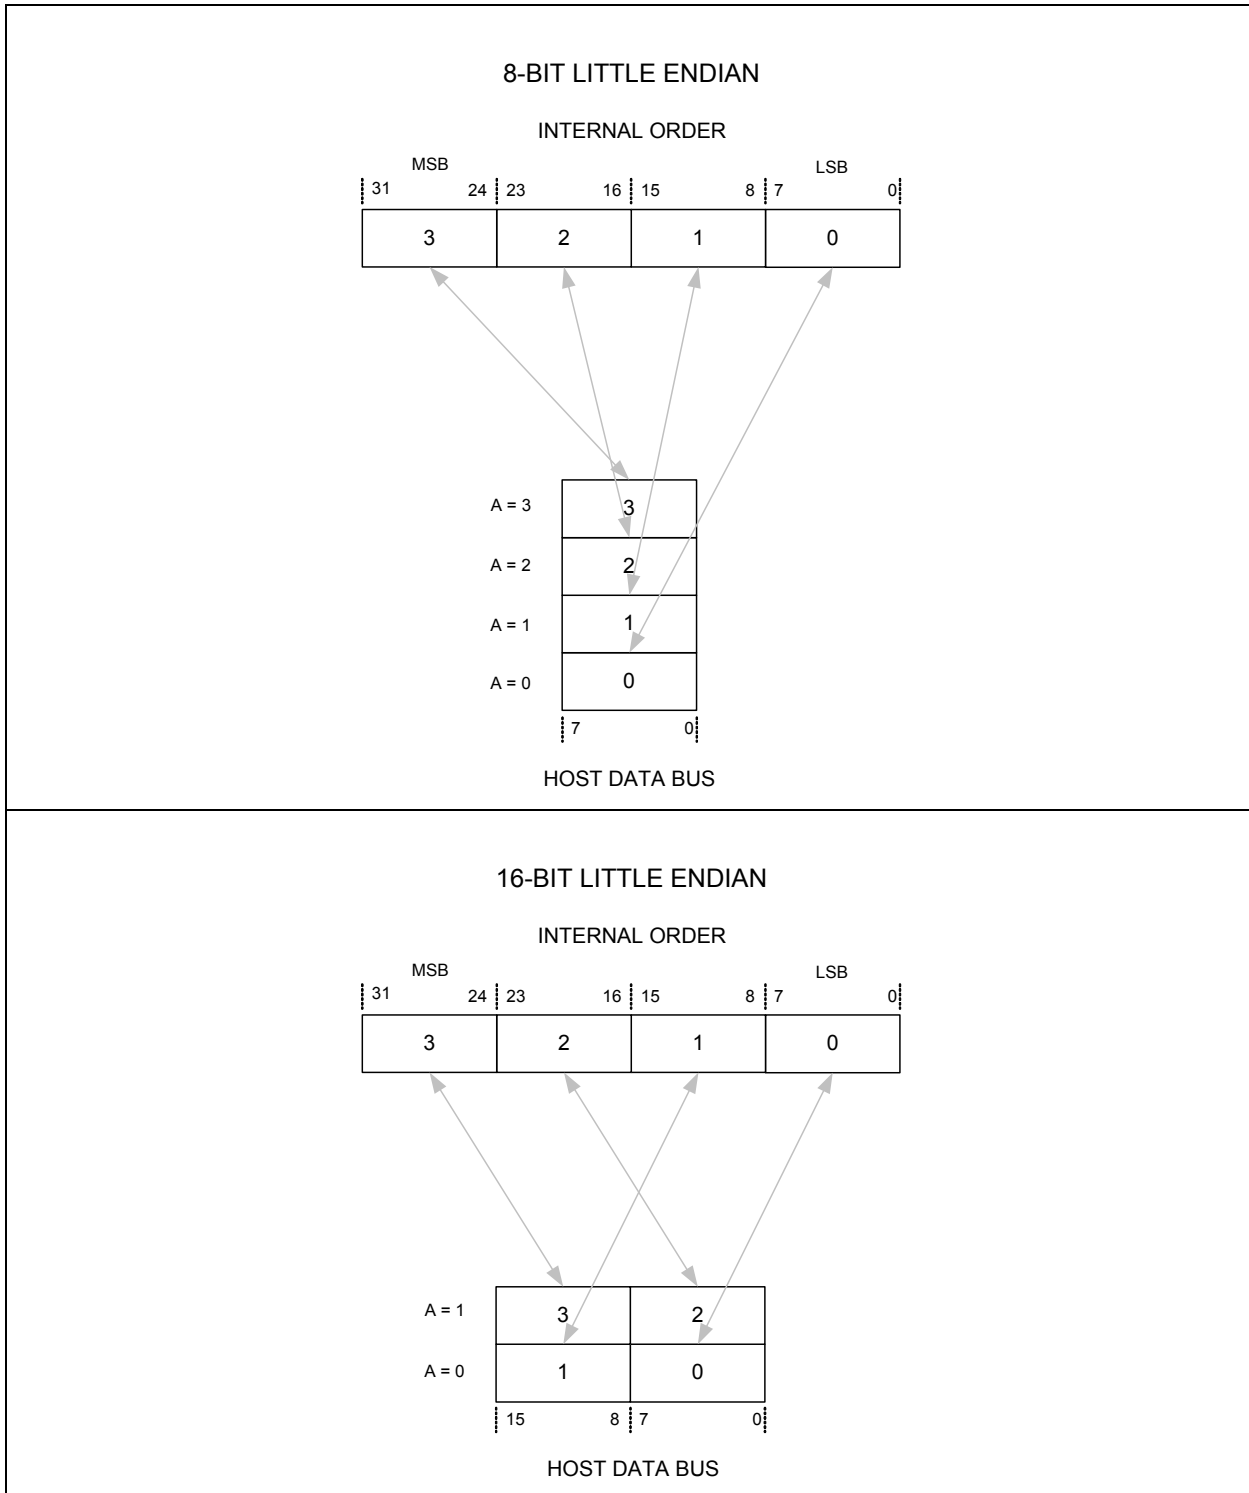 8-BIT LITTLE ENDIAN
INTERNAL ORDER
MSB LSB
31 24 23 16 15 8 7 0
3 2 1 0
A = 3 3
A = 2 2
A = 1 1
A = 0 0
7 0
HOST DATA BUS
16-BIT LITTLE ENDIAN
INTERNAL ORDER
MSB LSB
31 24 23 16 15 8 7 0
3 2 1 0
A = 1 3 2
A = 0 1 0
15 8 7 0
HOST DATA BUS